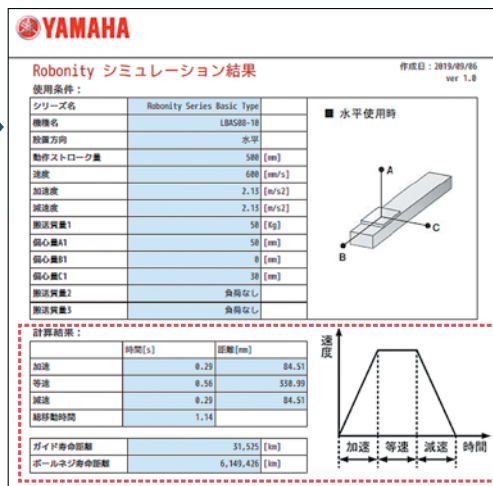 YAMAHA
Robonity シミュレーション結果
作成日：2019/09/06
ver 1.0
使用条件：
シリーズ名 Robonity Series Basic Type
機種名 LBAS08-10
設置方向 水平
動作ストローク量 500 [mm]
速度 600 [mm/s]
加速度 2.13 [m/s2]
減速度 2.13 [m/s2]
搬送質量1 50 [Kg]
偏心量A1 50 [mm]
偏心量B1 0 [mm]
偏心量C1 30 [mm]
搬送質量2 負荷なし
搬送質量3 負荷なし
■ 水平使用時
A
C
B
計算結果：
時間[s] 距離[mm]
加速 0.29 84.51
等速 0.56 330.99
減速 0.29 84.51
総移動時間 1.14
ガイド寿命距離 31,525 [km]
ボールネジ寿命距離 6,149,426 [km]
速度
加速 等速 減速 時間